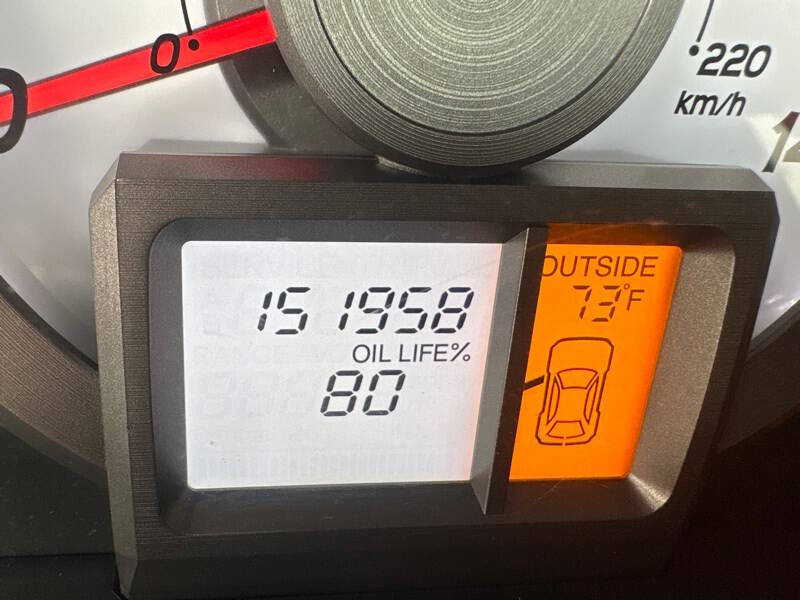 0
220
km/h
OUTSIDE
73°F
151958
OIL LIFE%
80